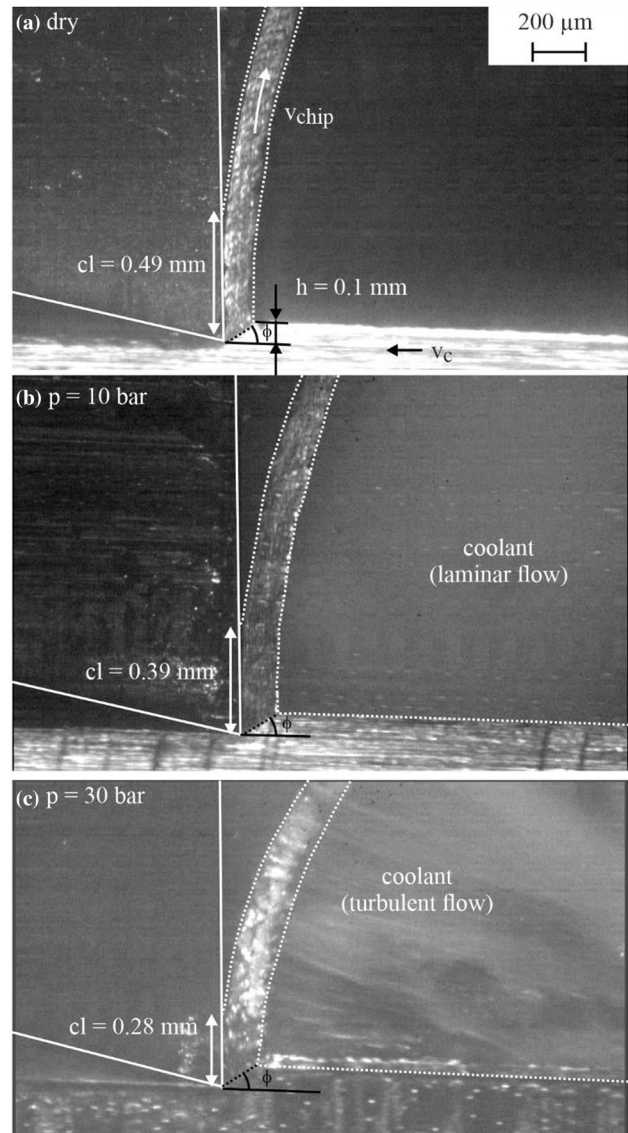 (a) dry
200 µm
vchip
cl = 0.49 mm
h = 0.1 mm
ϕ
vc
(b) p = 10 bar
coolant
(laminar flow)
cl = 0.39 mm
ϕ
(c) p = 30 bar
coolant
(turbulent flow)
cl = 0.28 mm
ϕ